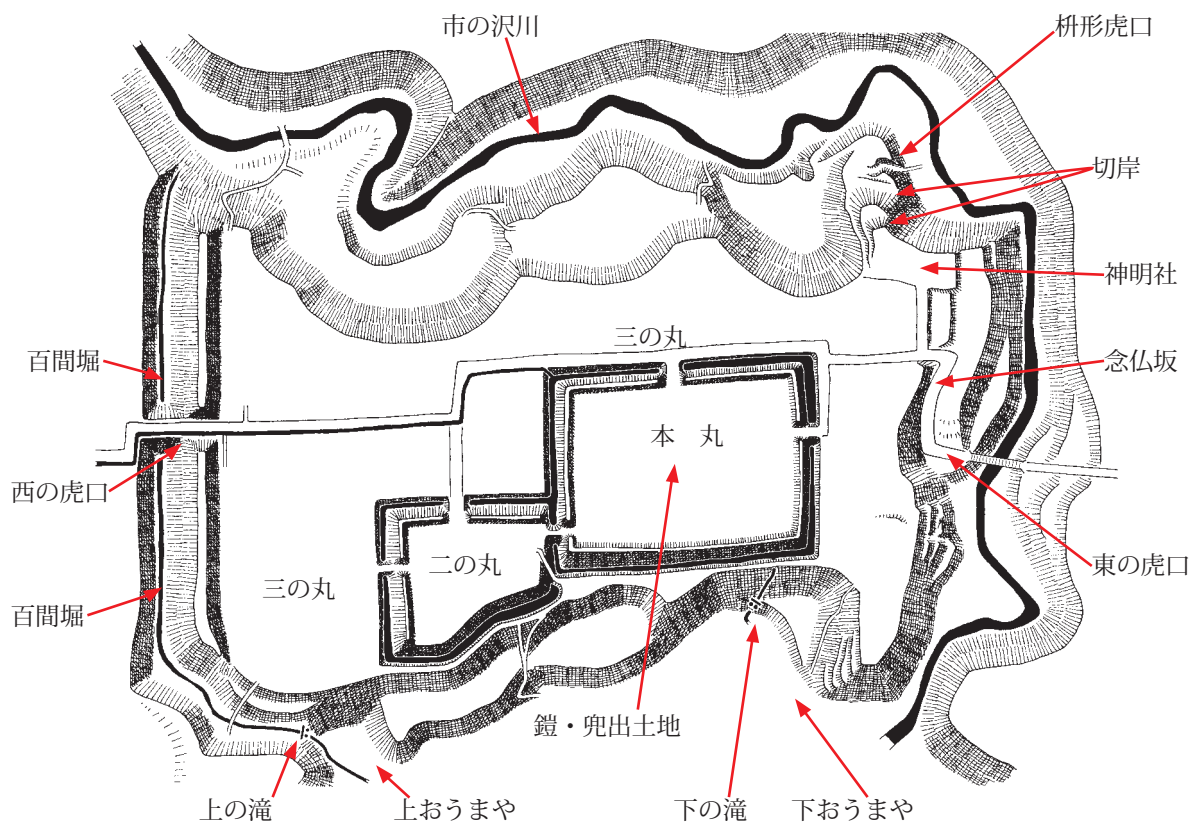 市の沢川
枡形虎口
切岸
神明社
三の丸
百間堀
念仏坂
本 丸
西の虎口
二の丸
東の虎口
三の丸
百間堀
鎧・兜出土地
上の滝
上おうまや
下の滝
下おうまや